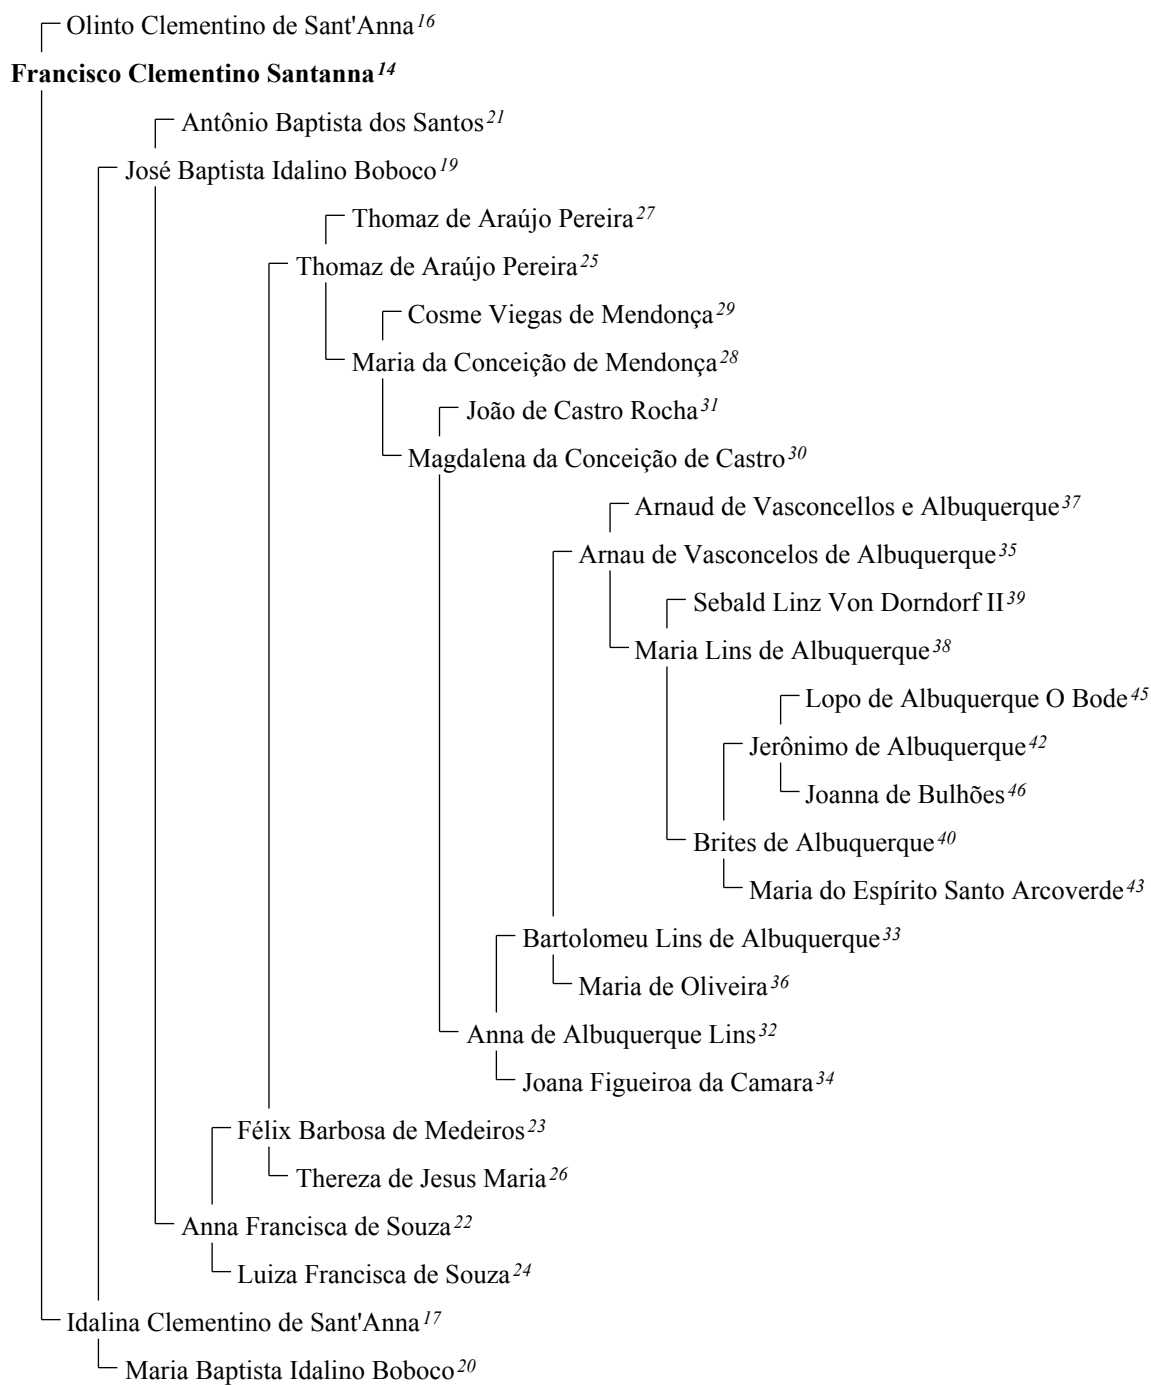 Olinto Clementino de Sant'Anna16
Francisco Clementino Santanna14
Antônio Baptista dos Santos21
José Baptista Idalino Boboco19
Thomaz de Araújo Pereira27
Thomaz de Araújo Pereira25
Cosme Viegas de Mendonça29
Maria da Conceição de Mendonça28
João de Castro Rocha31
Magdalena da Conceição de Castro30
Arnaud de Vasconcellos e Albuquerque37
Arnau de Vasconcelos de Albuquerque35
Sebald Linz Von Dorndorf II39
Maria Lins de Albuquerque38
Lopo de Albuquerque O Bode45
Jerônimo de Albuquerque42
Joanna de Bulhões46
Brites de Albuquerque40
Maria do Espírito Santo Arcoverde43
Bartolomeu Lins de Albuquerque33
Maria de Oliveira36
Anna de Albuquerque Lins32
Joana Figueiroa da Camara34
Félix Barbosa de Medeiros23
Thereza de Jesus Maria26
Anna Francisca de Souza22
Luiza Francisca de Souza24
Idalina Clementino de Sant'Anna17
Maria Baptista Idalino Boboco20